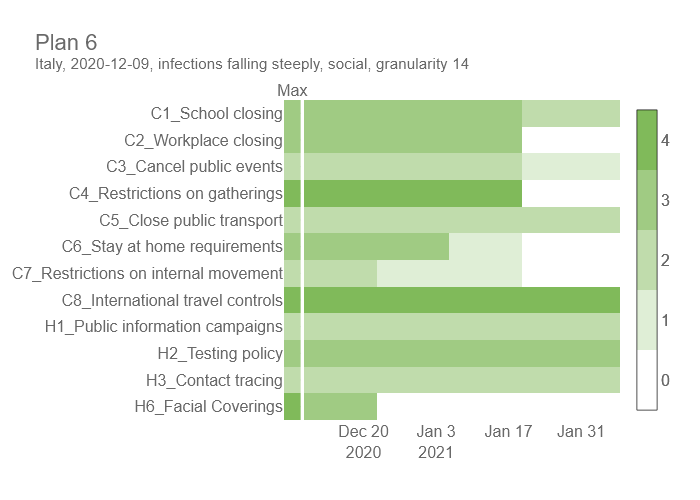 Plan 6
Italy, 2020-12-09, infections falling steeply, social, granularity 14
Max
C1_School closing
C2_Workplace closing
C3_Cancel public events
C4_Restrictions on gatherings
C5_Close public transport
C6_Stay at home requirements
C7_Restrictions on internal movement
C8_International travel controls
H1_Public information campaigns
H2_Testing policy
H3_Contact tracing
H6_Facial Coverings
4
3
2
1
0
Dec 20 Jan 3 Jan 17 Jan 31
2020 2021